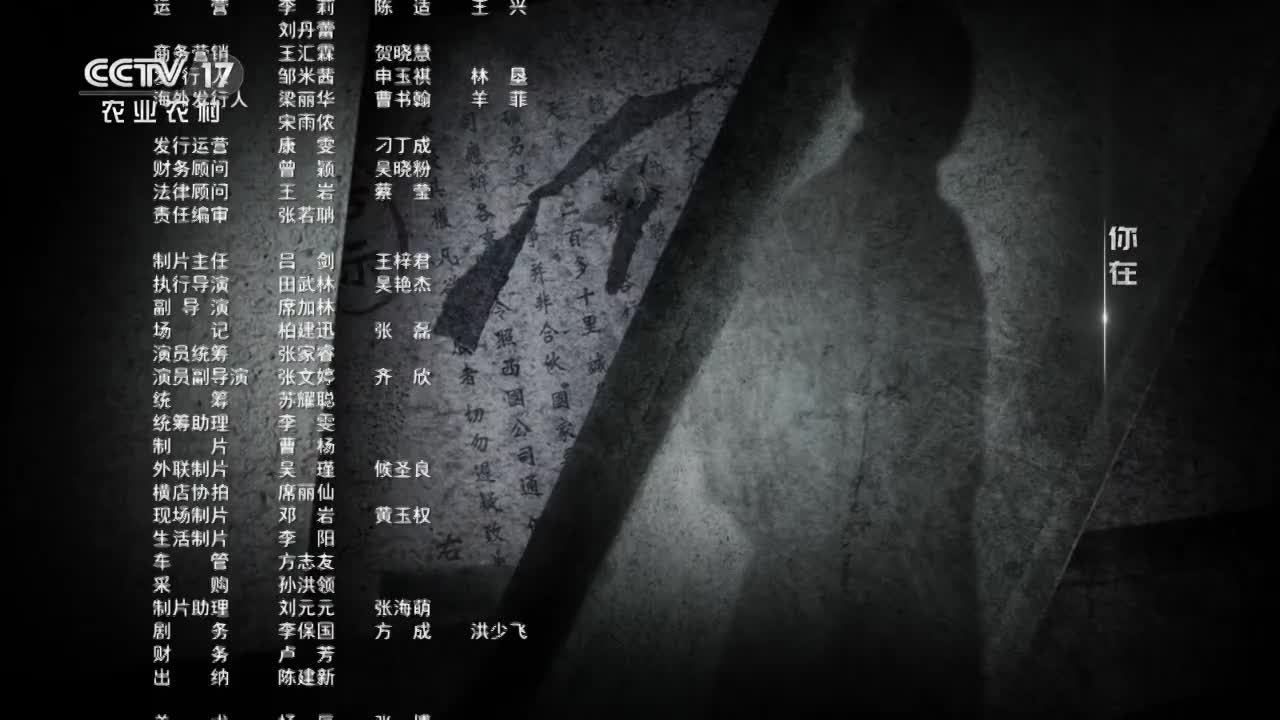 运营 李莉 陈适 王兴
刘丹蕾
商务营销 王汇霖 贺晓慧
发行人 邹米茜 申玉祺 林垦
海外发行人 梁丽华 曹书翰 羊菲
宋雨侬
发行运营 康雯 刁丁成
财务顾问 曾颖 吴晓粉
法律顾问 王岩 蔡莹
责任编审 张若聃
制片主任 吕剑 王梓君
执行导演 田武林 吴艳杰
副导演 席加林
场记 柏建迅 张磊
演员统筹 张家睿
演员副导演 张文婷 齐欣
统筹 苏耀聪
统筹助理 李雯
制片 曹杨
外联制片 吴瑾 候圣良
横店协拍 席丽仙
现场制片 邓岩 黄玉权
生活制片 李阳
车管 方志友
采购 孙洪领
制片助理 刘元元 张海萌
剧务 李保国 方成 洪少飞
财务 卢芳
出纳 陈建新
CCTV 17
农业农村
你在